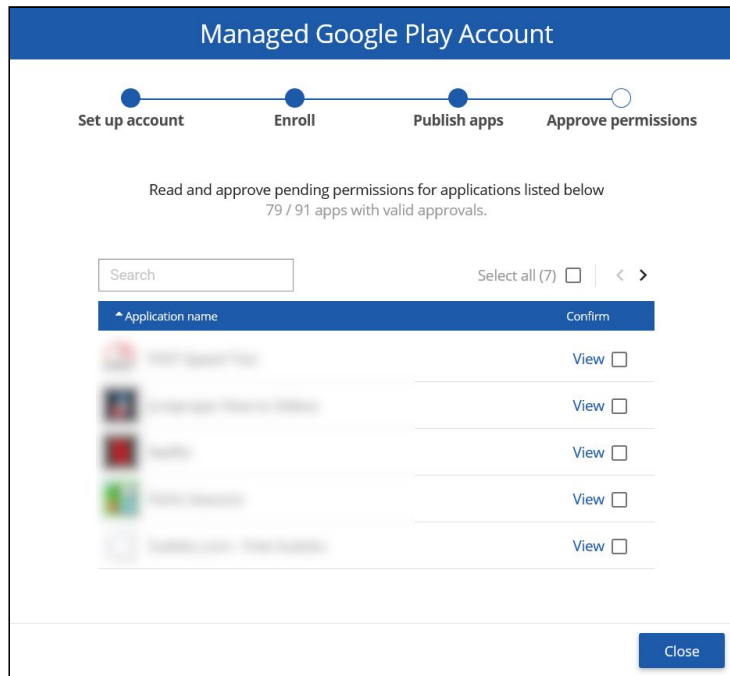 Managed Google Play Account
Set up account Enroll Publish apps Approve permissions
Read and approve pending permissions for applications listed below
79 / 91 apps with valid approvals.
Search Select all (7)
Application name Confirm
View
View
View
View
View
Close